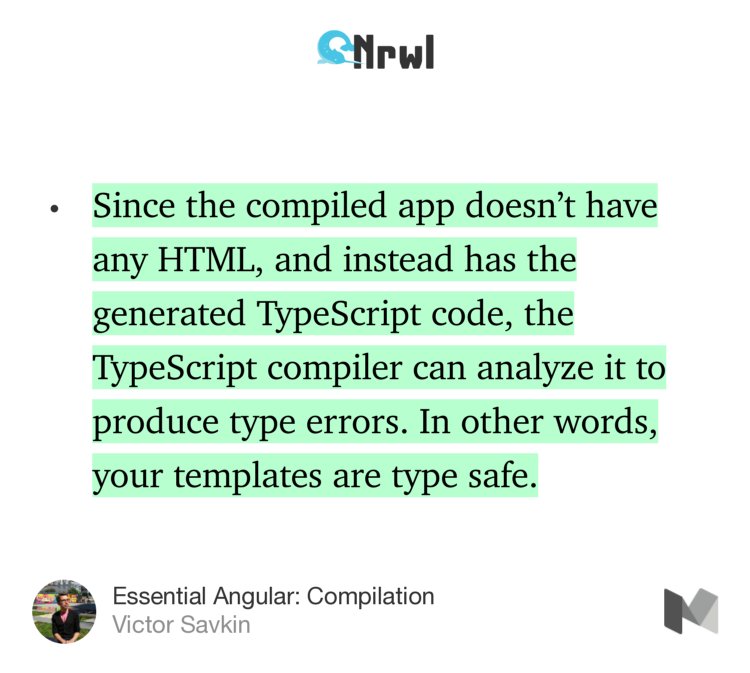 Nrwl
• Since the compiled app doesn’t have
any HTML, and instead has the
generated TypeScript code, the
TypeScript compiler can analyze it to
produce type errors. In other words,
your templates are type safe.
Essential Angular: Compilation
Victor Savkin